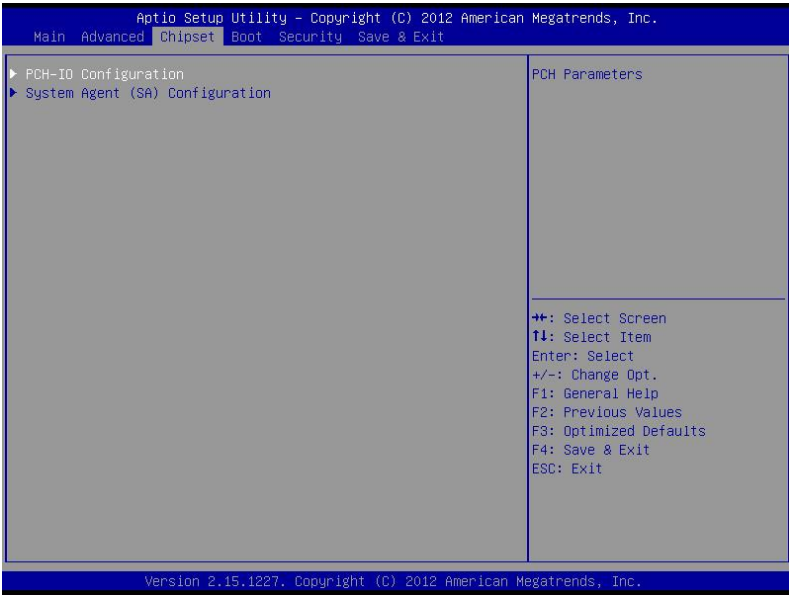 Aptio Setup Utility – Copyright (C) 2012 American Megatrends, Inc.
Main Advanced Chipset Boot Security Save & Exit
▶ PCH-IO Configuration
▶ System Agent (SA) Configuration
PCH Parameters
→←: Select Screen
↑↓: Select Item
Enter: Select
+/-: Change Opt.
F1: General Help
F2: Previous Values
F3: Optimized Defaults
F4: Save & Exit
ESC: Exit
Version 2.15.1227. Copyright (C) 2012 American Megatrends, Inc.